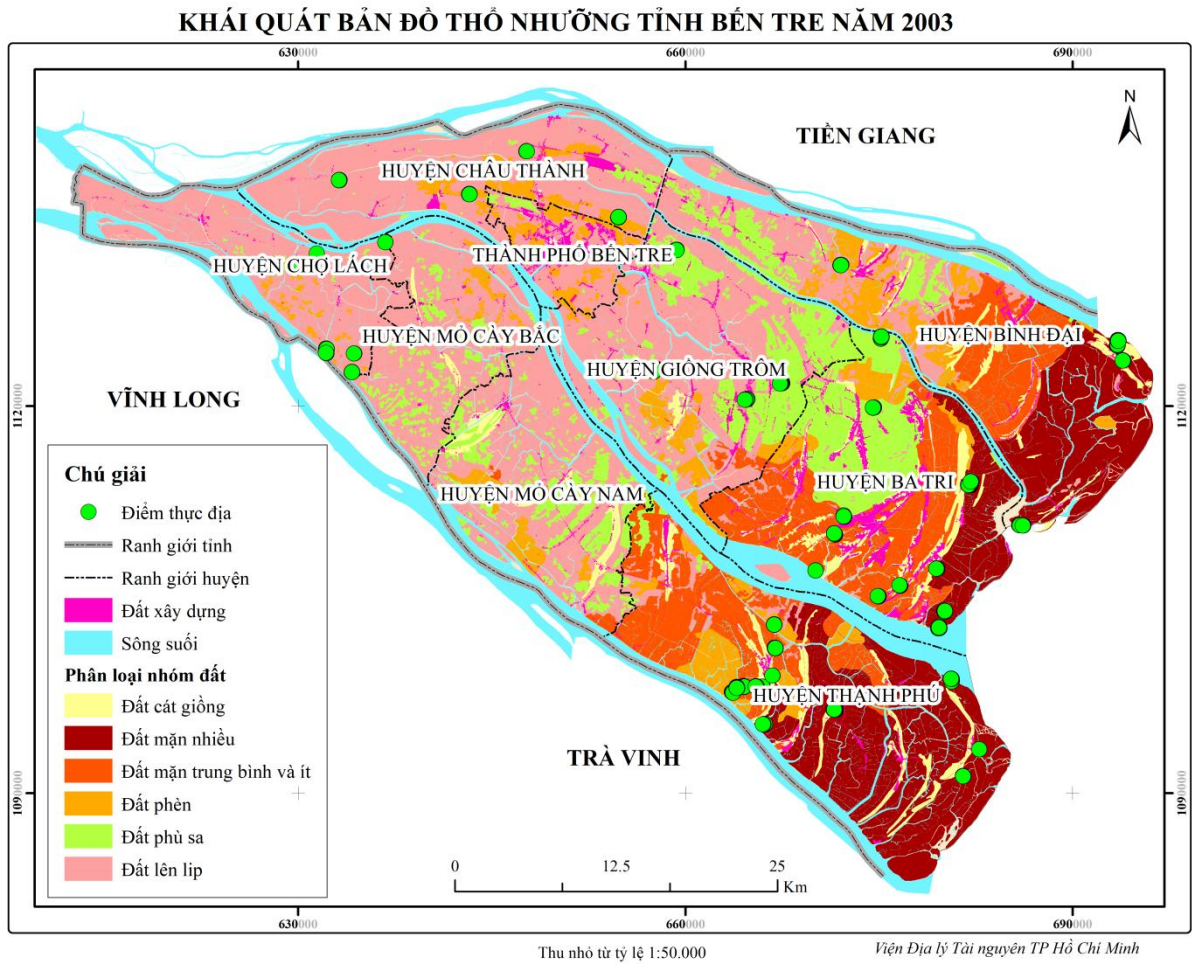 KHÁI QUÁT BẢN ĐỒ THỔ NHƯỠNG TỈNH BẾN TRE NĂM 2003
630000
660000
690000
N
TIỀN GIANG
HUYỆN CHÂU THÀNH
THÀNH PHỐ BẾN TRE
HUYỆN CHỢ LÁCH
HUYỆN MỎ CÀY BẮC
HUYỆN BÌNH ĐẠI
HUYỆN GIỒNG TRÔM
VĨNH LONG
1120000
1120000
HUYỆN BA TRI
HUYỆN MỎ CÀY NAM
HUYỆN THẠNH PHÚ
TRÀ VINH
1090000
1090000
Chú giải
Điểm thực địa
Ranh giới tỉnh
Ranh giới huyện
Đất xây dựng
Sông suối
Phân loại nhóm đất
Đất cát giồng
Đất mặn nhiều
Đất mặn trung bình và ít
Đất phèn
Đất phù sa
Đất lên lip
0 12.5 25
Km
630000
660000
690000
Thu nhỏ từ tỷ lệ 1:50.000
Viện Địa lý Tài nguyên TP Hồ Chí Minh